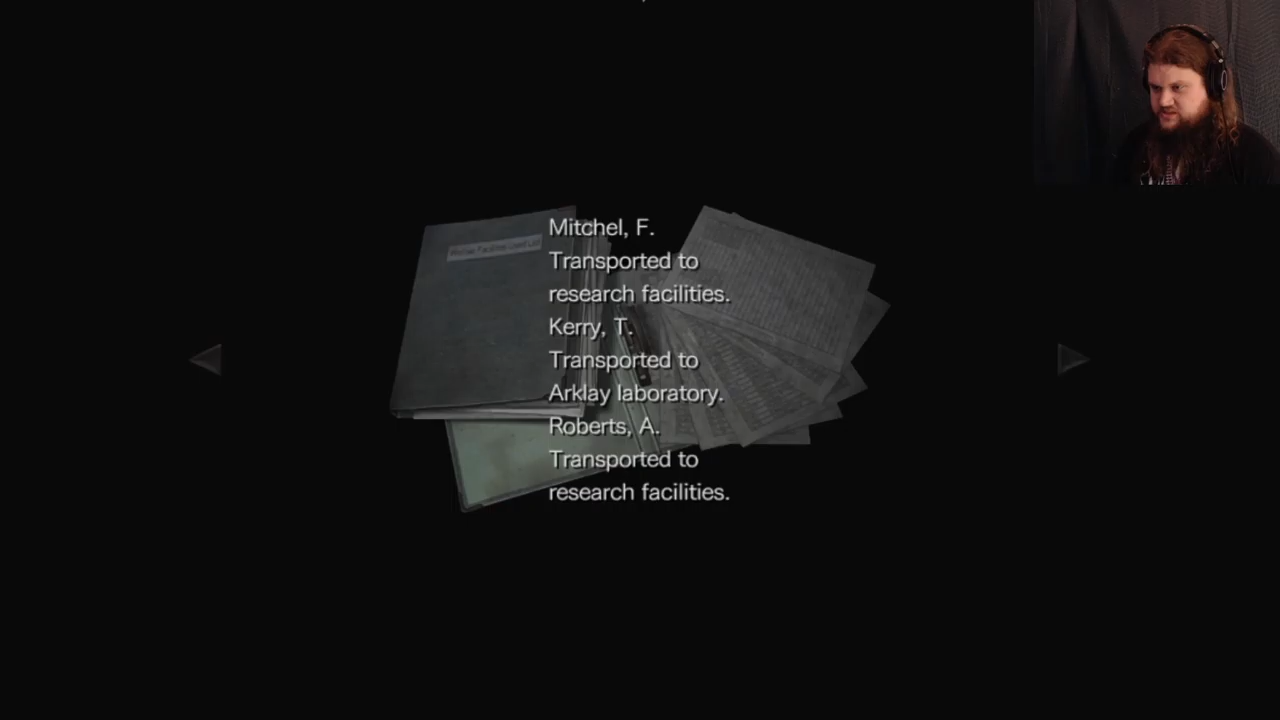 Mitchel, F.
Transported to
research facilities.
Kerry, T.
Transported to
Arklay laboratory.
Roberts, A.
Transported to
research facilities.